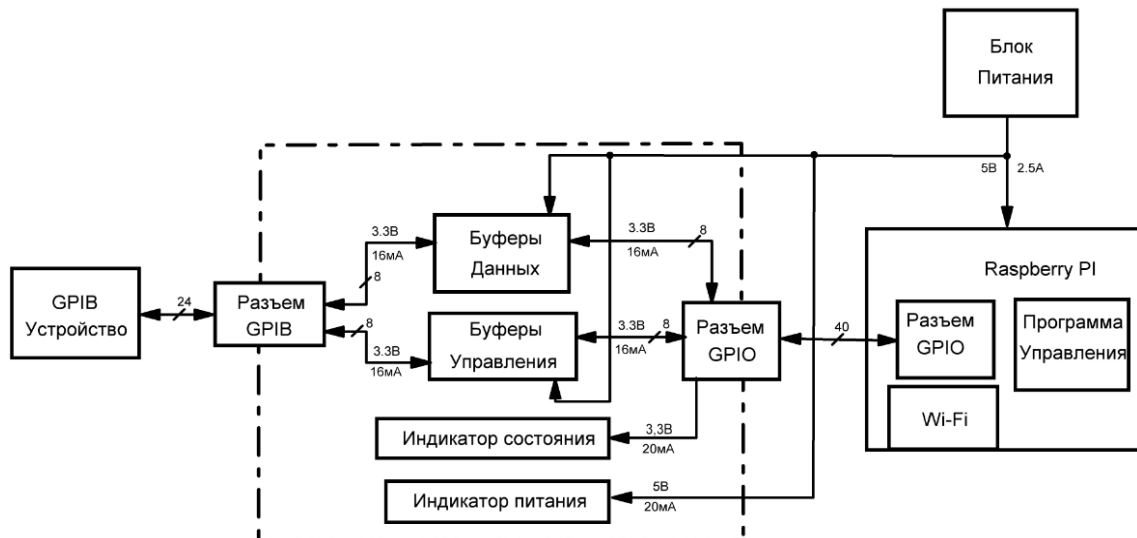 Блок
Питания
5В
2.5А
3.3В
16мА
8
Буферы
Данных
3.3В
16мА
8
Raspberry PI
GPIB
Устройство
24
Разъем
GPIB
8
3.3В
16мА
Буферы
Управления
3.3В
16мА
8
Разъем
GPIO
40
Разъем
GPIO
Программа
Управления
Wi-Fi
Индикатор состояния
3,3В
20мА
Индикатор питания
5В
20мА